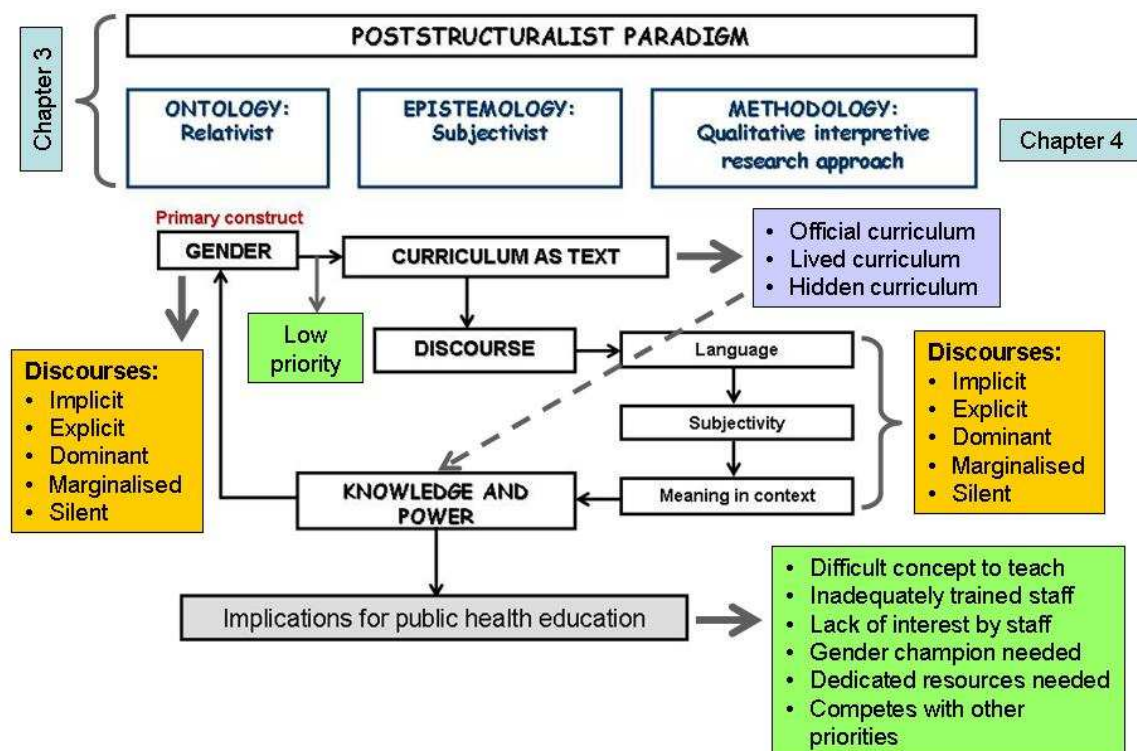 Chapter 3
POSTSTRUCTURALIST PARADIGM
ONTOLOGY:
Relativist
EPISTEMOLOGY:
Subjectivist
METHODOLOGY:
Qualitative interpretive
research approach
Chapter 4
Primary construct
GENDER
CURRICULUM AS TEXT
• Official curriculum
• Lived curriculum
• Hidden curriculum
Low
priority
DISCOURSE
Language
Subjectivity
Meaning in context
Discourses:
• Implicit
• Explicit
• Dominant
• Marginalised
• Silent
Discourses:
• Implicit
• Explicit
• Dominant
• Marginalised
• Silent
KNOWLEDGE AND
POWER
Implications for public health education
• Difficult concept to teach
• Inadequately trained staff
• Lack of interest by staff
• Gender champion needed
• Dedicated resources needed
• Competes with other
priorities